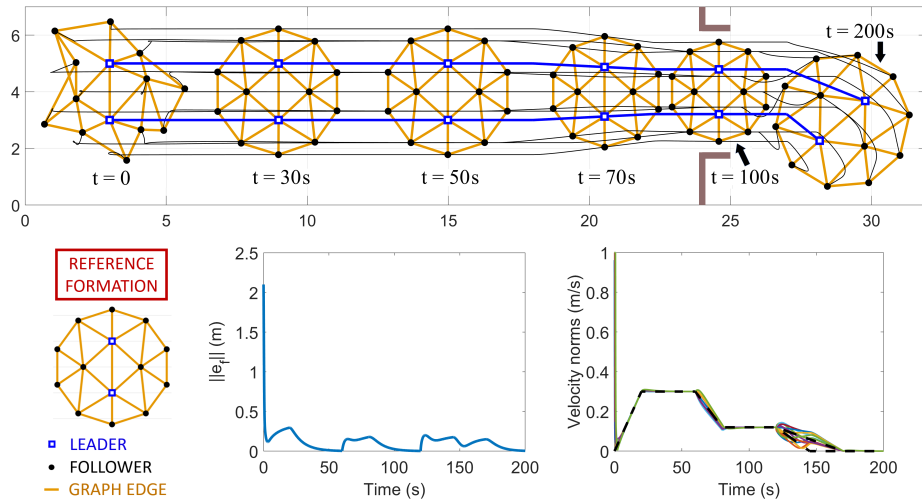 6
4
2
0
t = 200s
t = 0
t = 30s
t = 50s
t = 70s
t = 100s
0 5 10 15 20 25 30
REFERENCE
FORMATION
LEADER
FOLLOWER
GRAPH EDGE
||e_f|| (m)
2.5
2
1.5
1
0.5
0
0 50 100 150 200
Time (s)
Velocity norms (m/s)
1
0.8
0.6
0.4
0.2
0
0 50 100 150 200
Time (s)